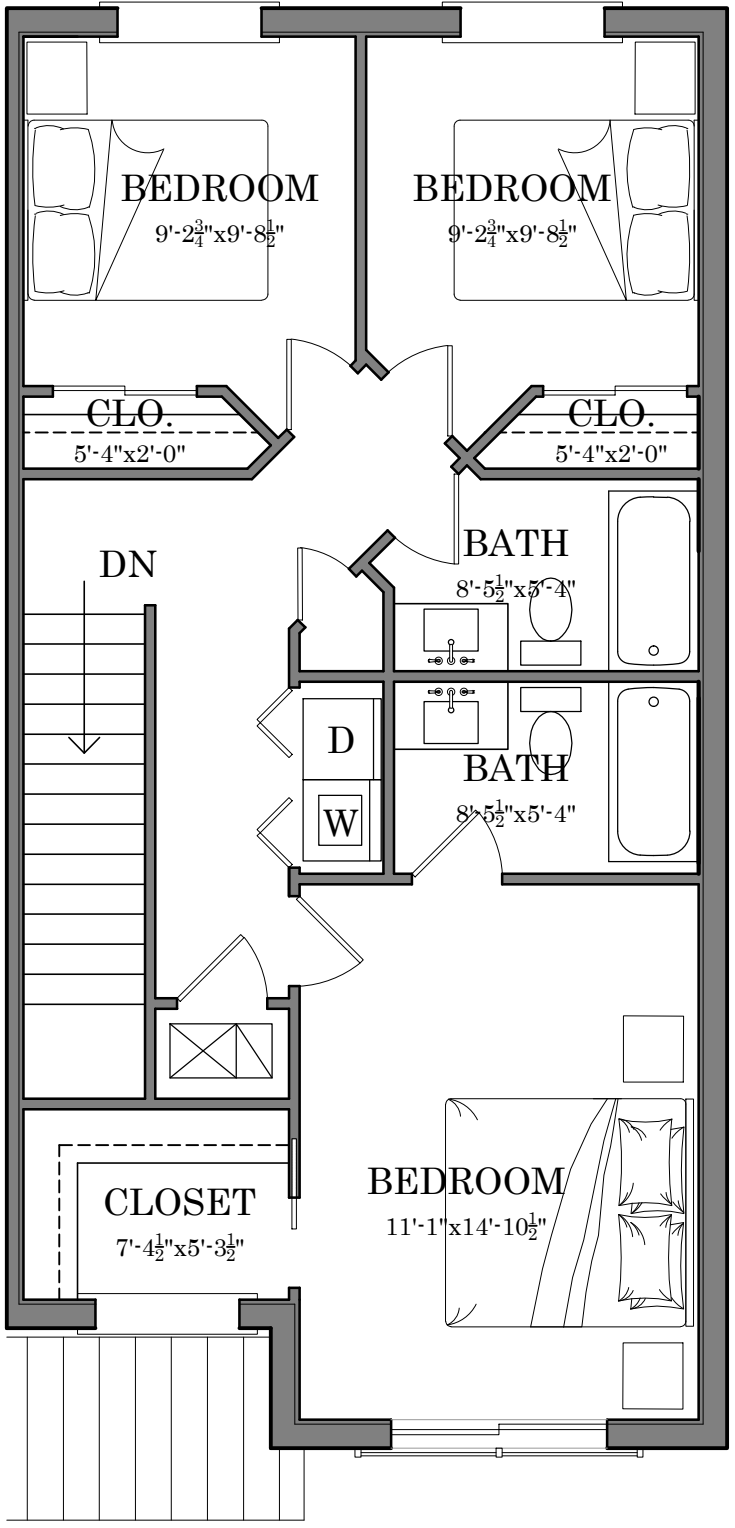 BEDROOM
9'-2¾"x9'-8½"
BEDROOM
9'-2¾"x9'-8½"
CLO.
5'-4"x2'-0"
CLO.
5'-4"x2'-0"
DN
BATH
8'-5½"x5'-4"
D
W
BATH
8'-5½"x5'-4"
BEDROOM
11'-1"x14'-10½"
CLOSET
7'-4½"x5'-3½"